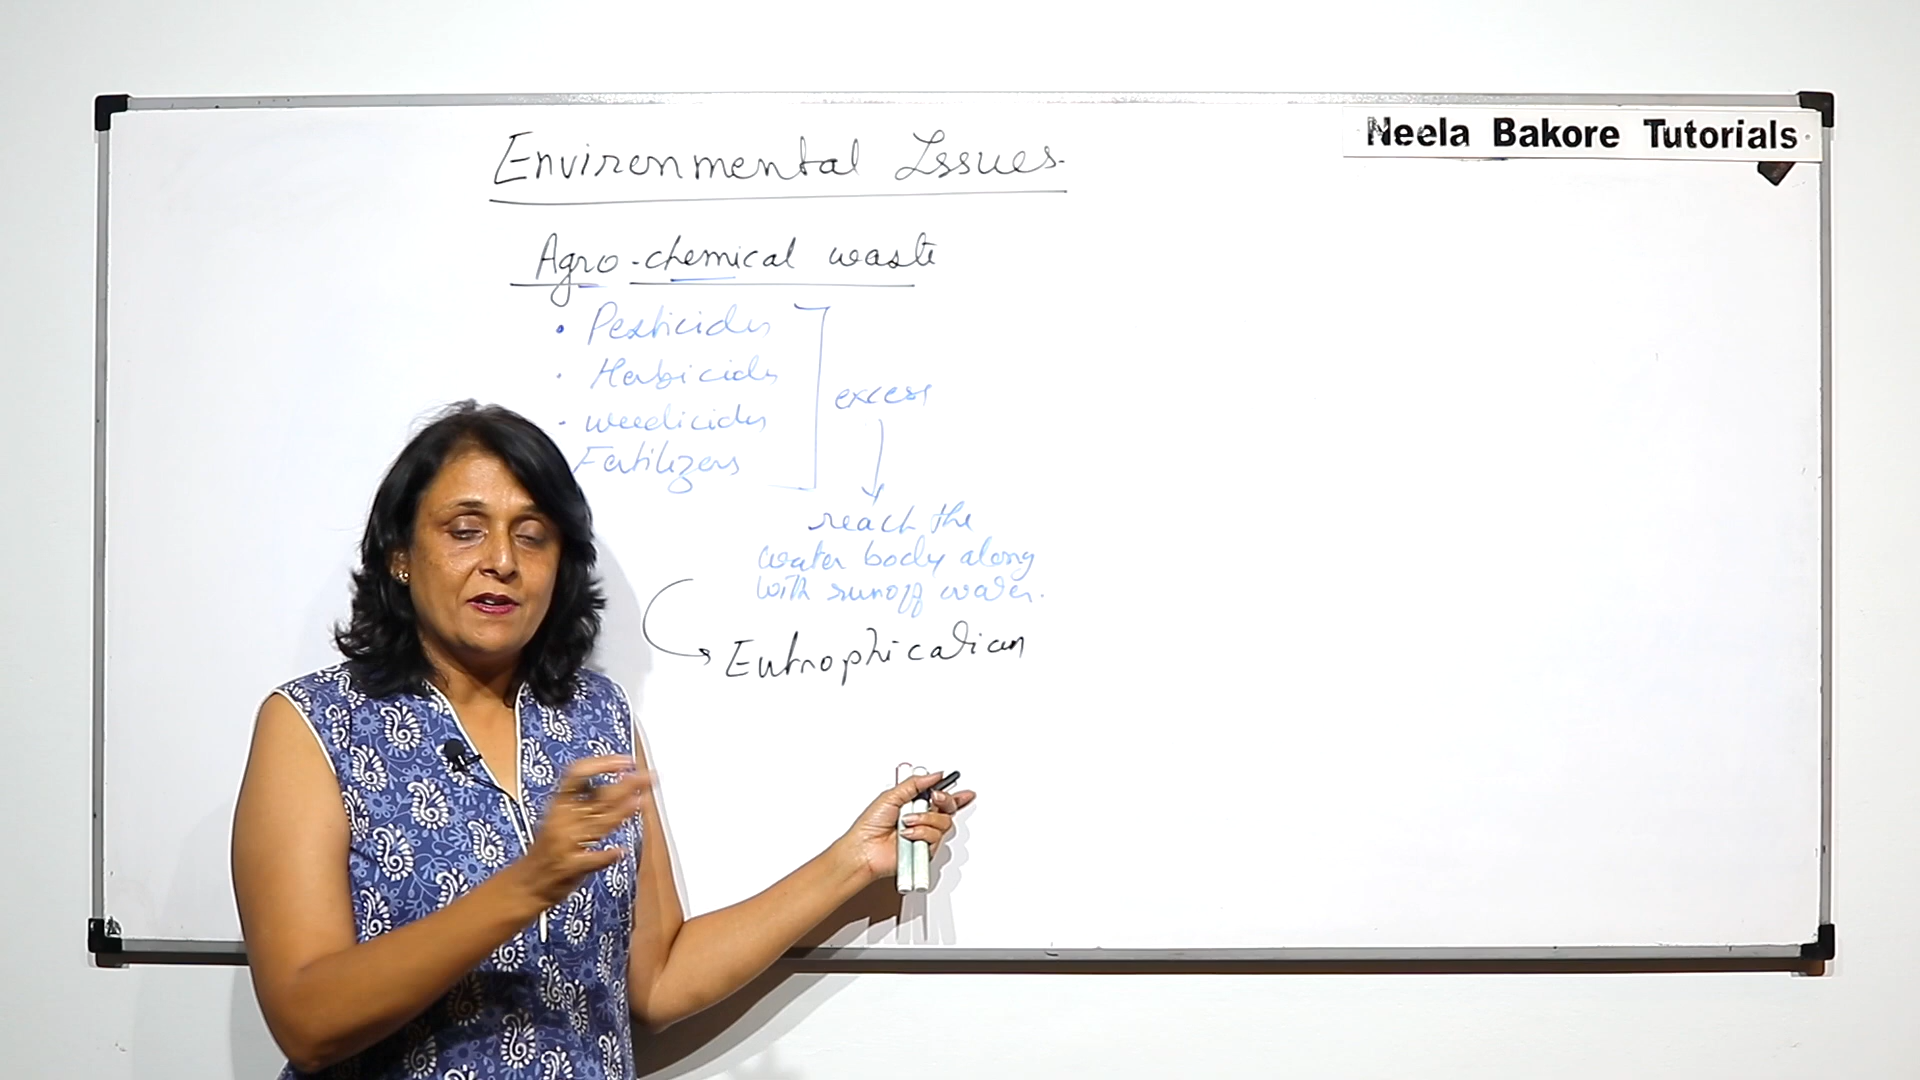 Neela Bakore Tutorials
Environmental Issues.
Agro-chemical waste
• Pesticides
• Herbicides
• weedicides
Fertilizers
excess
reach the
water body along
with runoff water.
Eutrophication